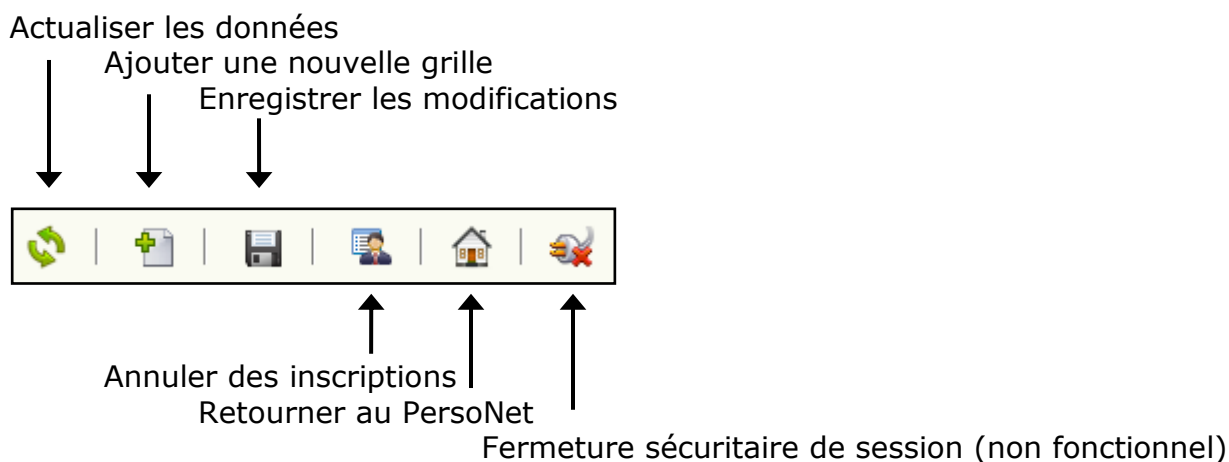 Actualiser les données
Ajouter une nouvelle grille
Enregistrer les modifications
Annuler des inscriptions
Retourner au PersoNet
Fermeture sécuritaire de session (non fonctionnel)